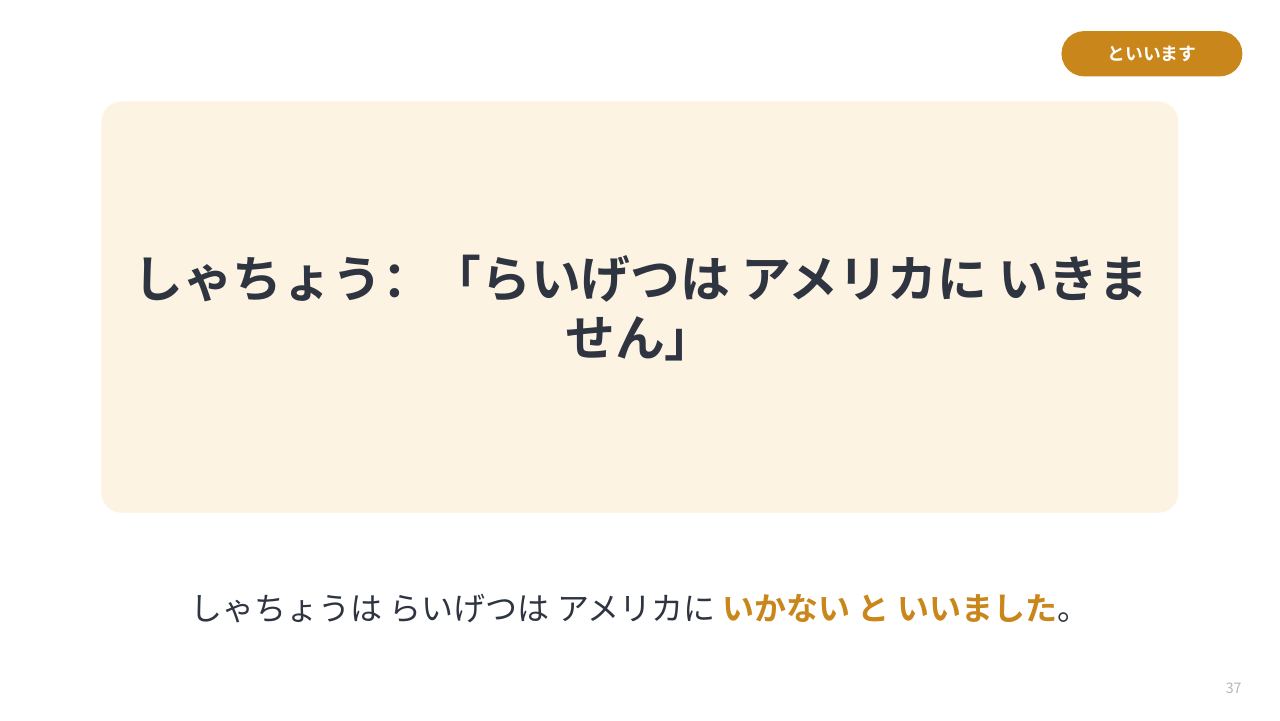 といいます
しゃちょう：「らいげつは アメリカに いきま
せん」
しゃちょうは らいげつは アメリカに いかない と いいました。
37